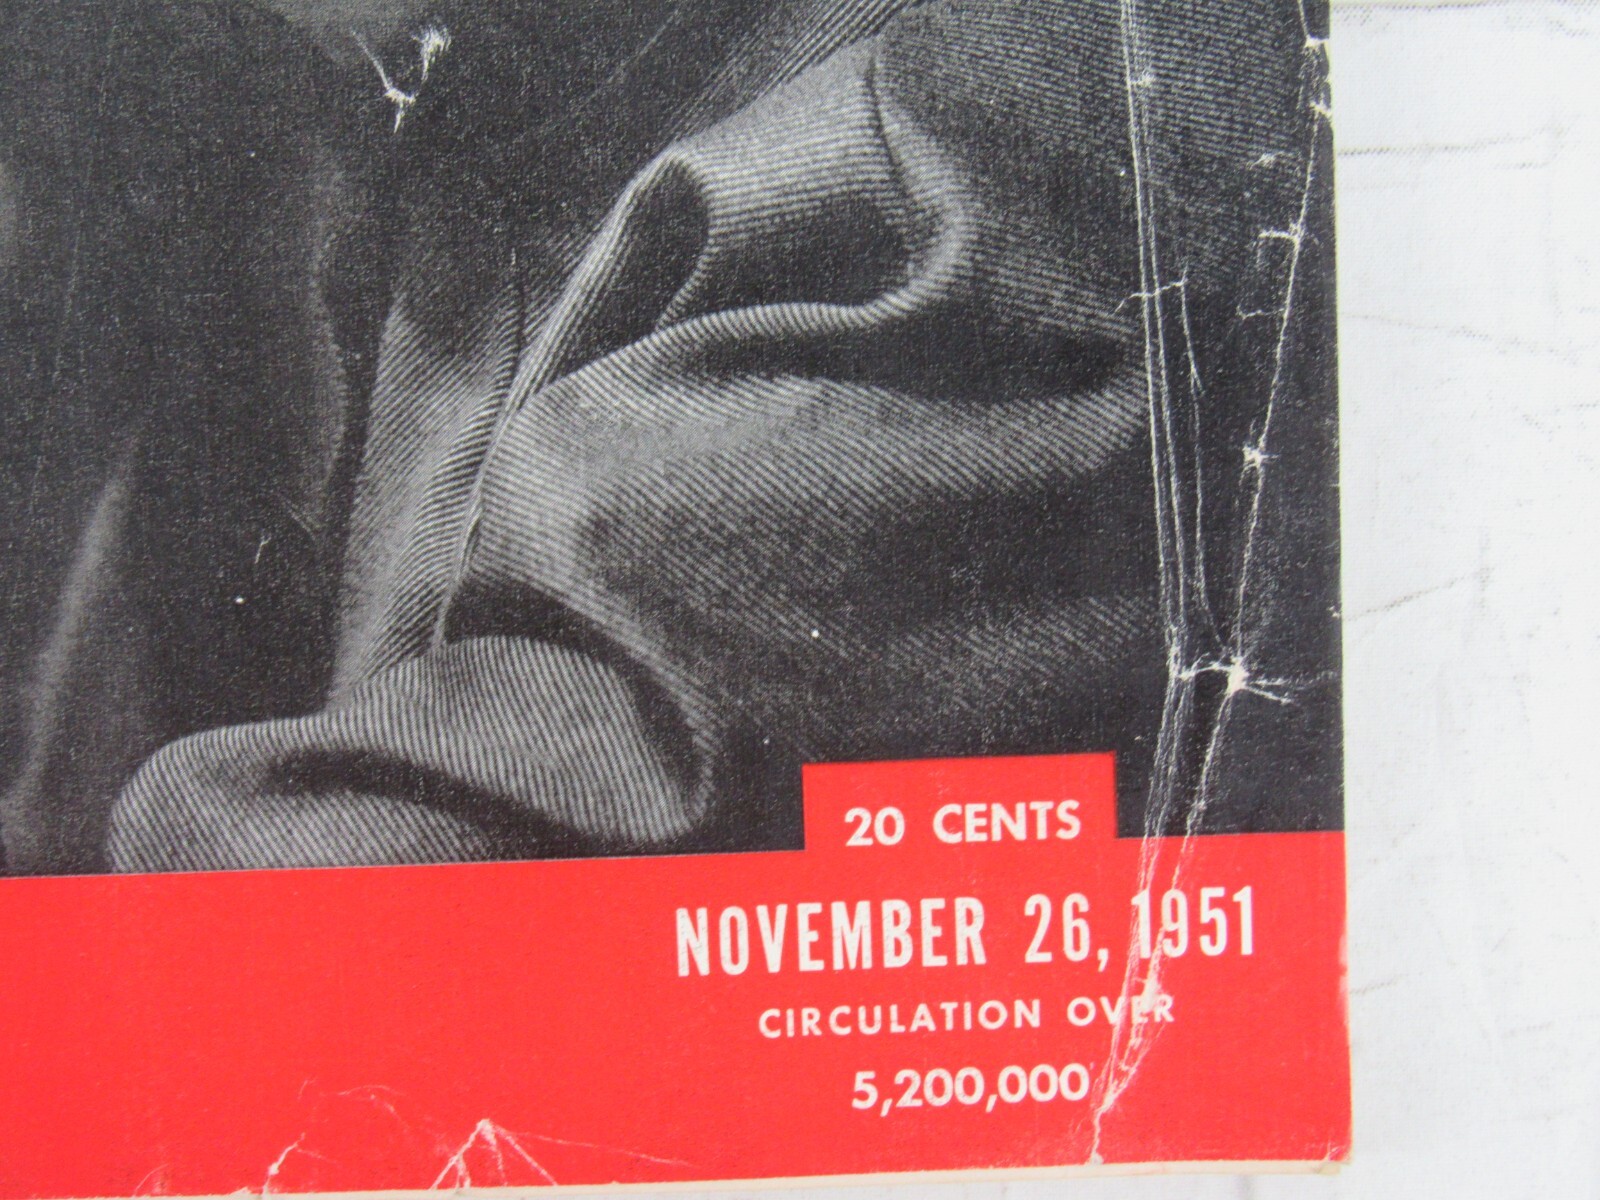 20 CENTS
NOVEMBER 26, 1951
CIRCULATION OVER
5,200,000